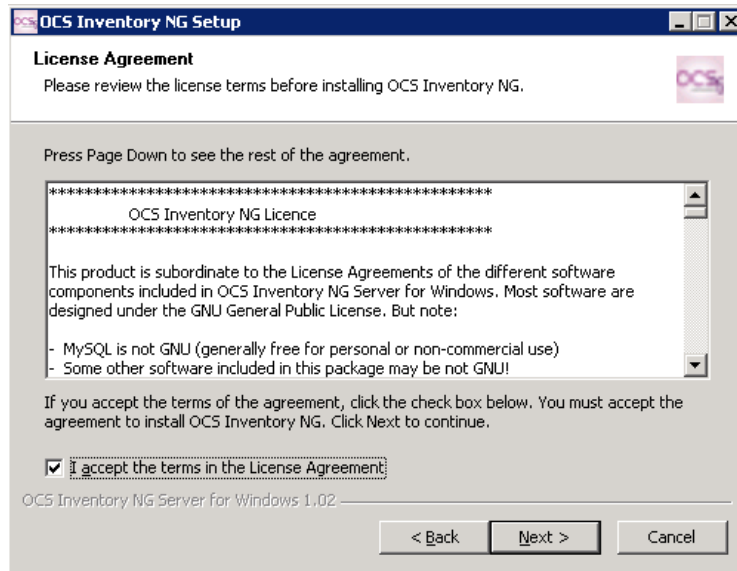 OCS Inventory NG Setup
License Agreement
Please review the license terms before installing OCS Inventory NG.
OCS
Press Page Down to see the rest of the agreement.
**************************************************
OCS Inventory NG Licence
**************************************************
This product is subordinate to the License Agreements of the different software
components included in OCS Inventory NG Server for Windows. Most software are
designed under the GNU General Public License. But note:
- MySQL is not GNU (generally free for personal or non-commercial use)
- Some other software included in this package may be not GNU!
If you accept the terms of the agreement, click the check box below. You must accept the
agreement to install OCS Inventory NG. Click Next to continue.
I accept the terms in the License Agreement
OCS Inventory NG Server for Windows 1.02
< Back Next > Cancel